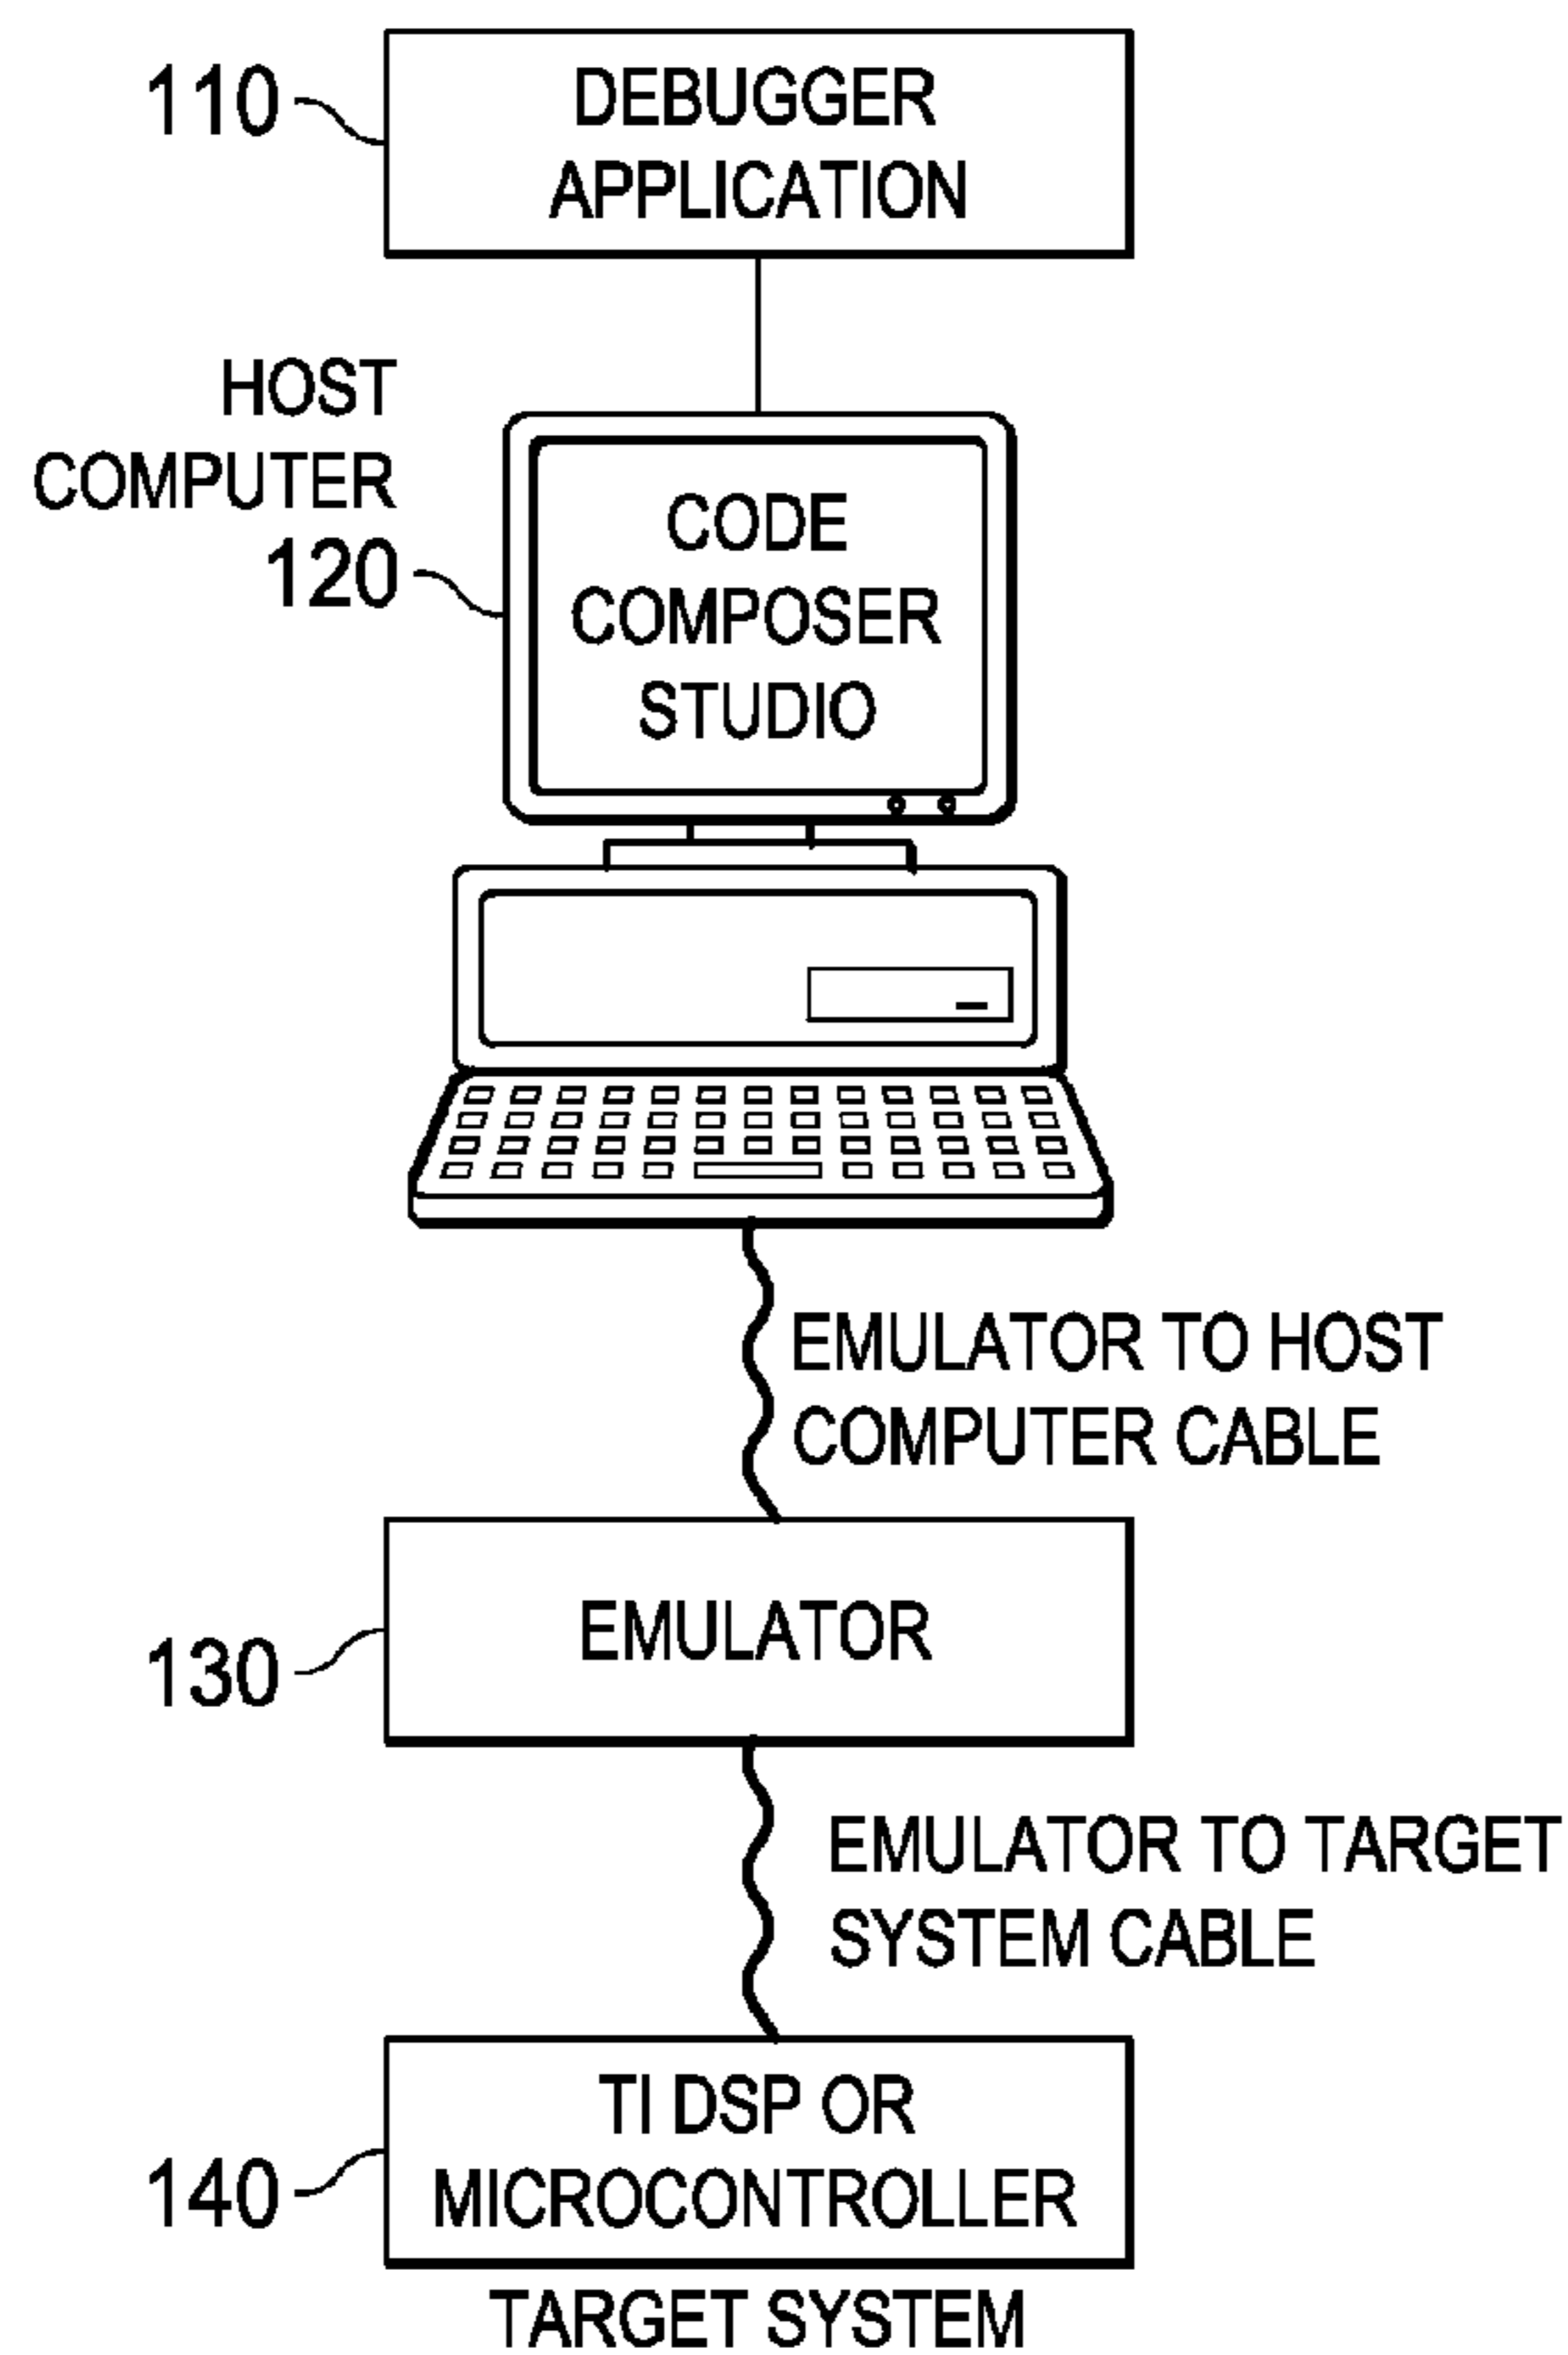 110
DEBUGGER
APPLICATION
HOST
COMPUTER
120
CODE
COMPOSER
STUDIO
EMULATOR TO HOST
COMPUTER CABLE
130
EMULATOR
EMULATOR TO TARGET
SYSTEM CABLE
140
TI DSP OR
MICROCONTROLLER
TARGET SYSTEM